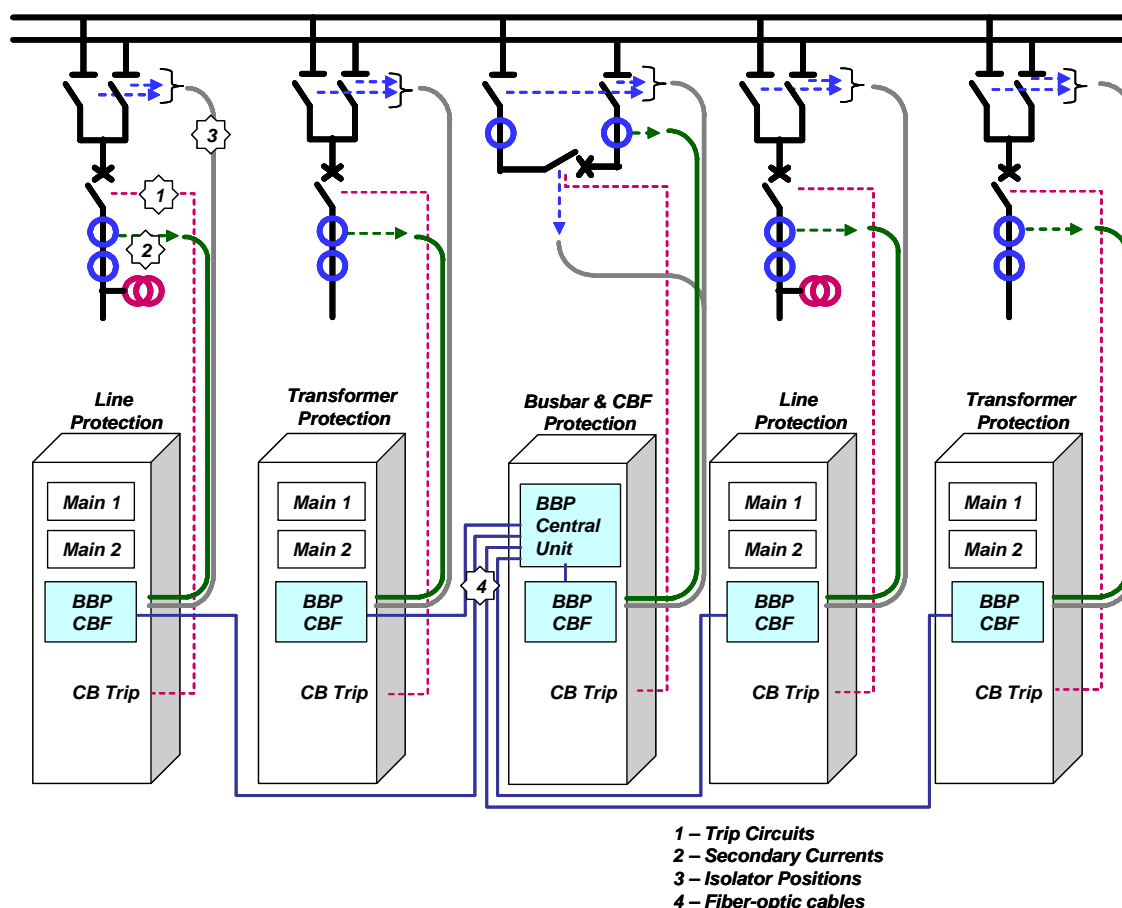 3
1
2
Line
Protection
Transformer
Protection
Busbar & CBF
Protection
Line
Protection
Transformer
Protection
Main 1
Main 2
BBP
CBF
CB Trip
Main 1
Main 2
BBP
CBF
CB Trip
BBP
Central
Unit
4
BBP
CBF
CB Trip
Main 1
Main 2
BBP
CBF
CB Trip
Main 1
Main 2
BBP
CBF
CB Trip
1 – Trip Circuits
2 – Secondary Currents
3 – Isolator Positions
4 – Fiber-optic cables